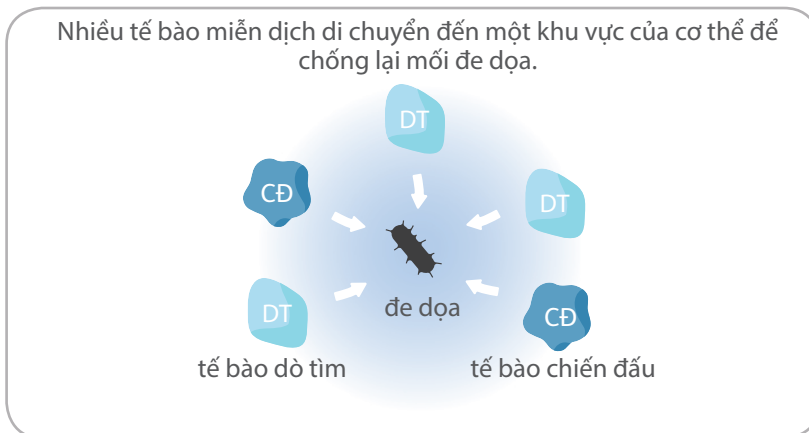 Nhiều tế bào miễn dịch di chuyển đến một khu vực của cơ thể để
chống lại mối đe dọa.
DT
CĐ
DT
DT
đe dọa
CĐ
tế bào dò tìm
tế bào chiến đấu